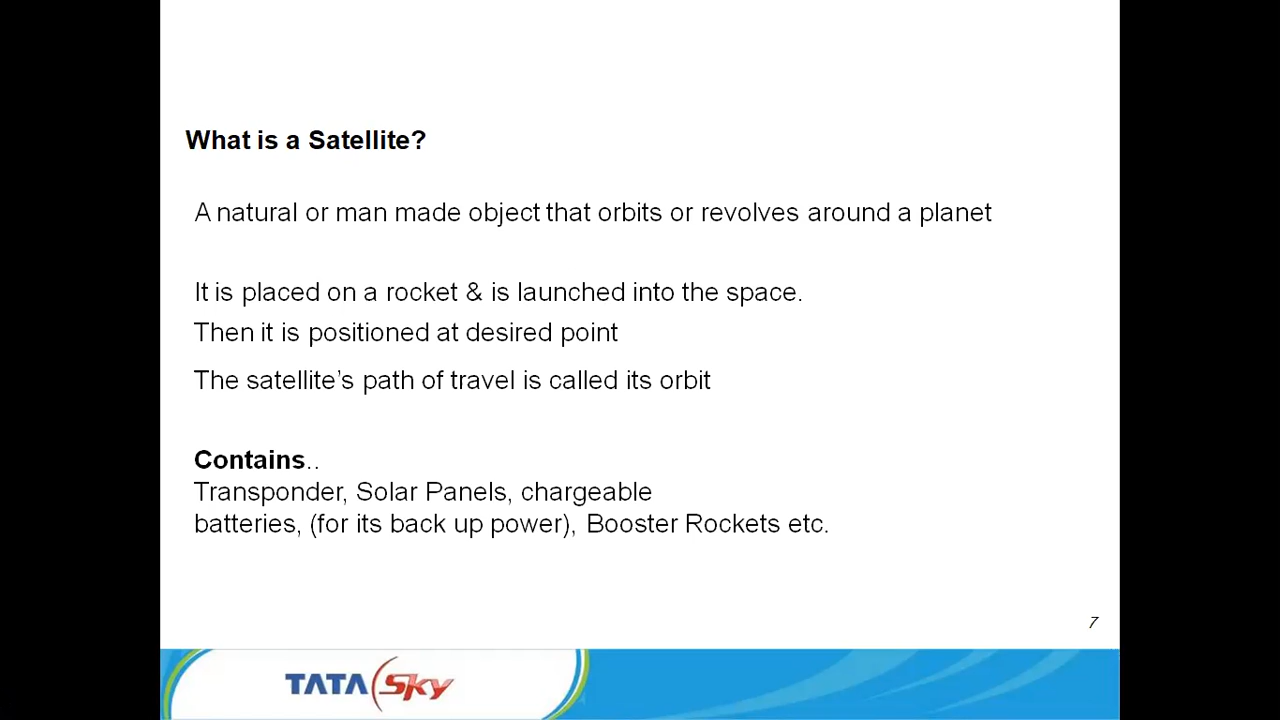 What is a Satellite?
A natural or man made object that orbits or revolves around a planet
It is placed on a rocket & is launched into the space.
Then it is positioned at desired point
The satellite’s path of travel is called its orbit
Contains..
Transponder, Solar Panels, chargeable
batteries, (for its back up power), Booster Rockets etc.
7
TATA Sky